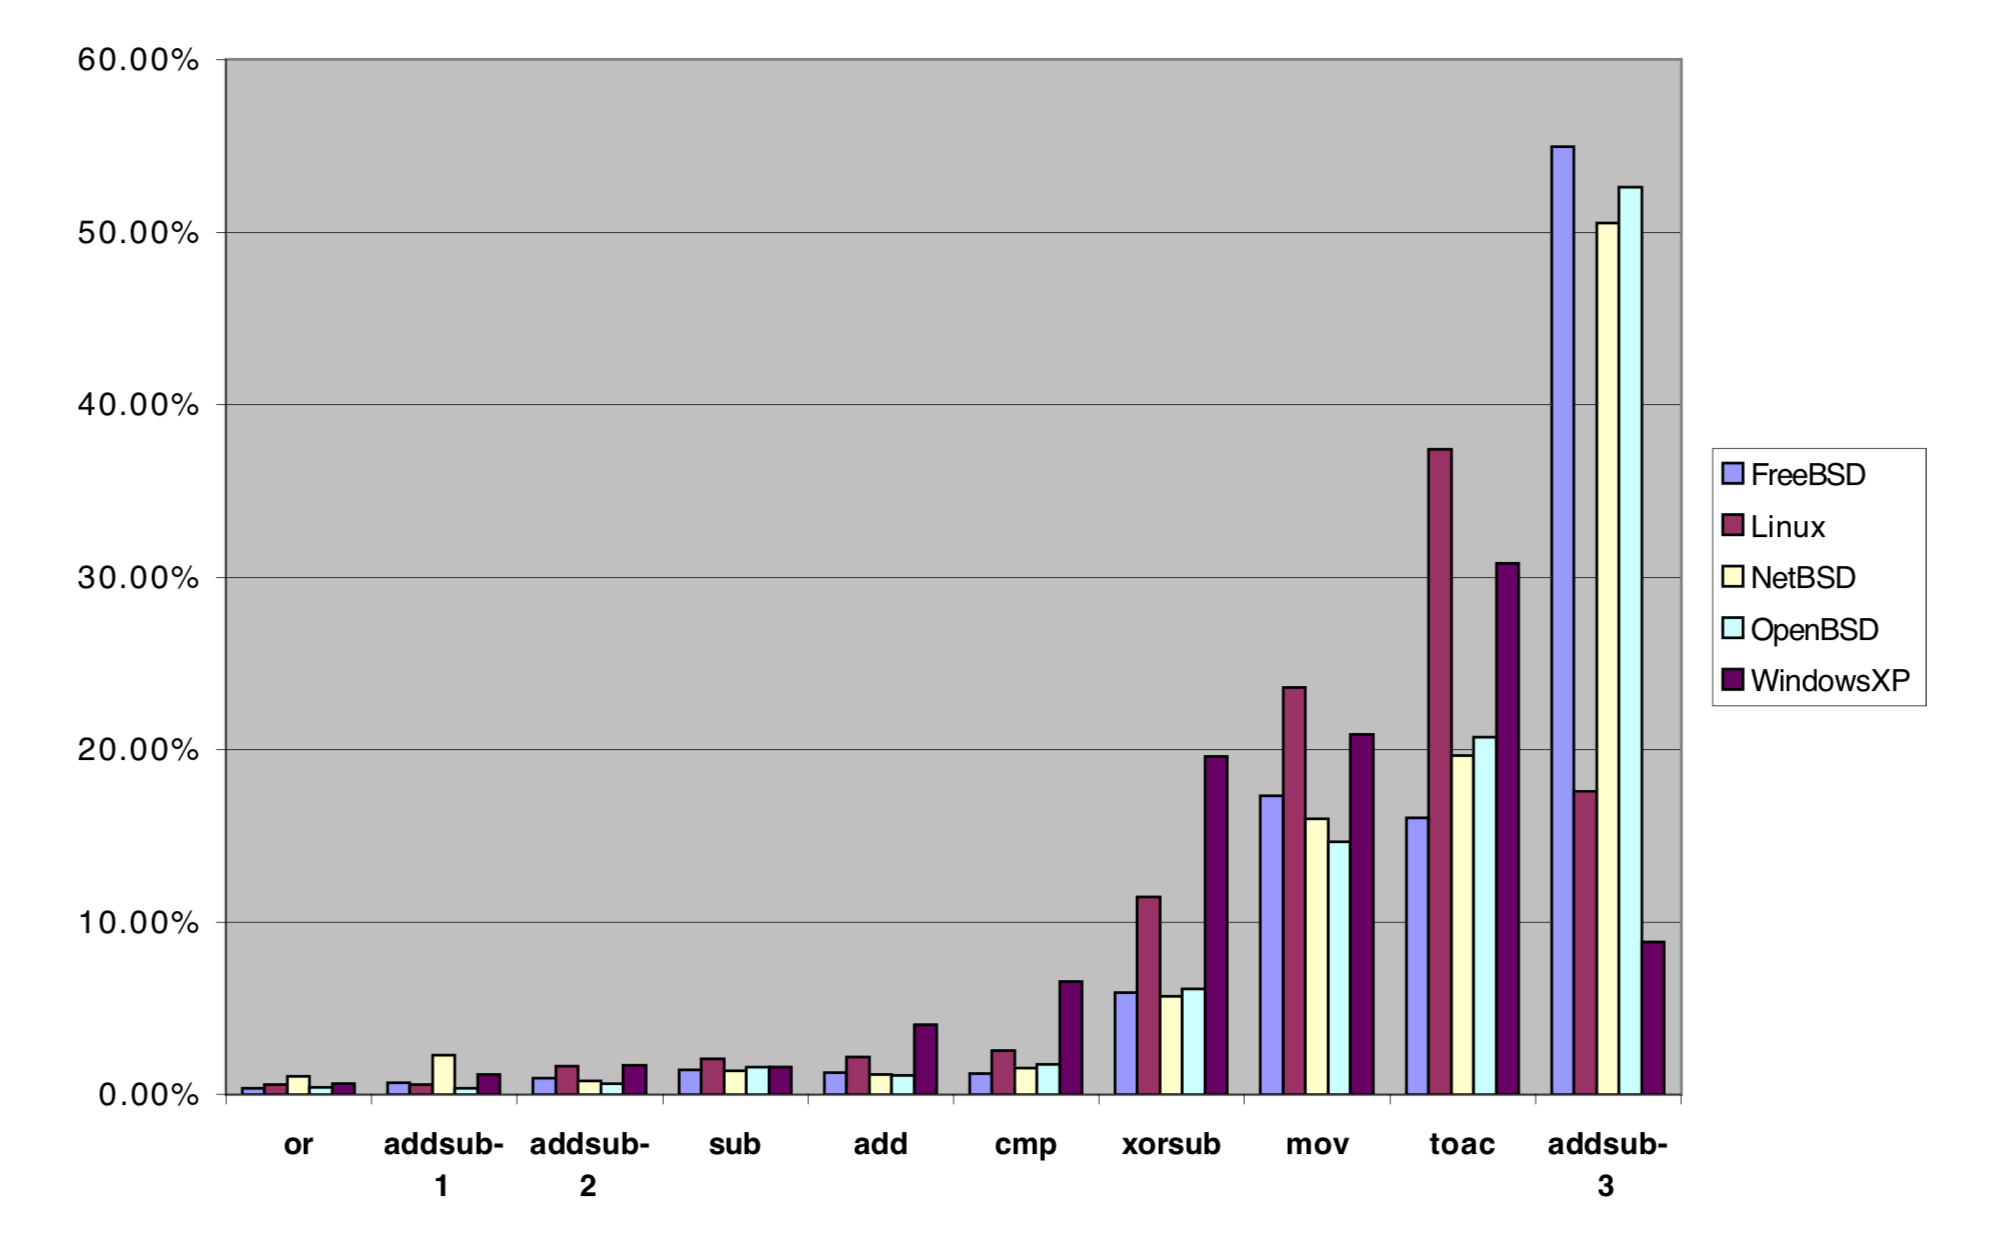 60.00%
50.00%
40.00%
30.00%
20.00%
10.00%
0.00%
or
addsub-
1
addsub-
2
sub
add
cmp
xorsub
mov
toac
addsub-
3
FreeBSD
Linux
NetBSD
OpenBSD
WindowsXP